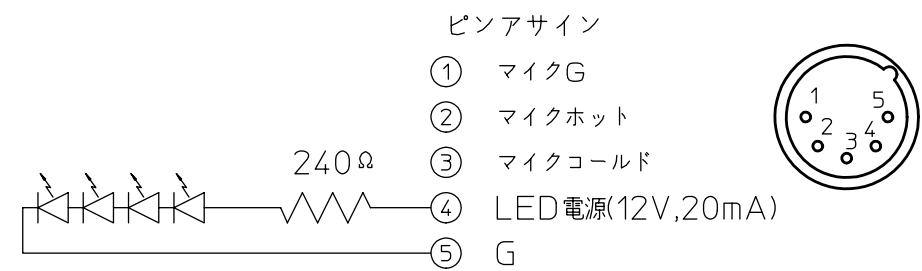 ピンアサイン
① マイクG
② マイクホット
③ マイクコールド
240Ω
④ LED電源(12V,20mA)
⑤ G
1 5
2 4
3